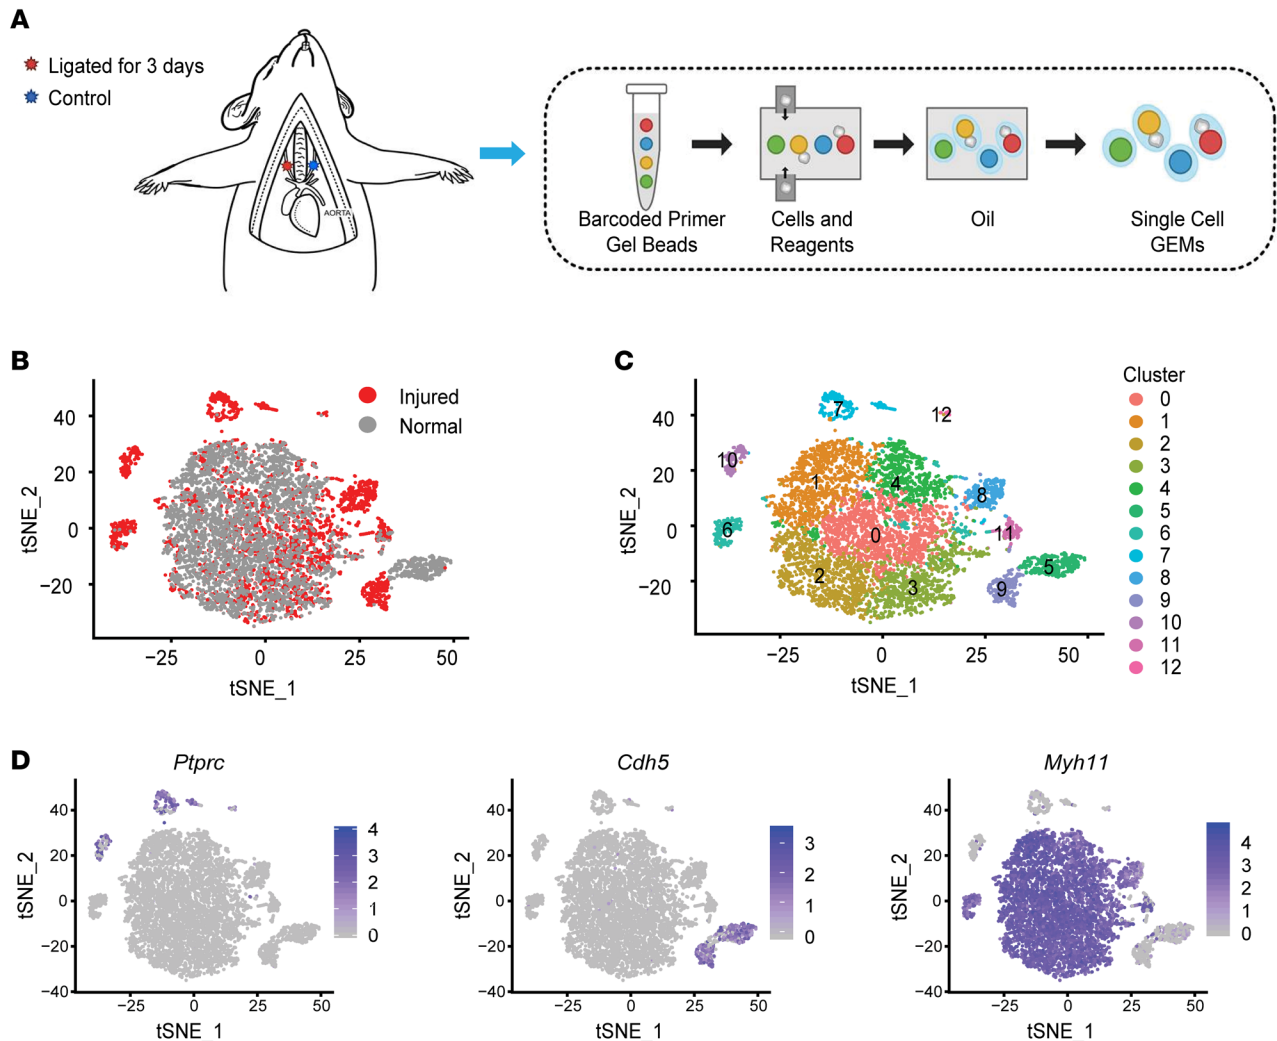 A
Ligated for 3 days
Control
AORTA
Barcoded Primer
Gel Beads
Cells and
Reagents
Oil
Single Cell
GEMs
B
Injured
Normal
40
20
0
−20
tSNE_2
−25
0
25
50
tSNE_1
C
Cluster
0
1
2
3
4
5
6
7
8
9
10
11
12
40
20
0
−20
tSNE_2
7
12
10
1
4
8
6
0
11
2
3
9
5
−25
0
25
50
tSNE_1
D
Ptprc
40
20
0
−20
−40
tSNE_2
4
3
2
1
0
−25
0
25
50
tSNE_1
Cdh5
40
20
0
−20
−40
tSNE_2
3
2
1
0
−25
0
25
50
tSNE_1
Myh11
40
20
0
−20
−40
tSNE_2
4
3
2
1
0
−25
0
25
50
tSNE_1